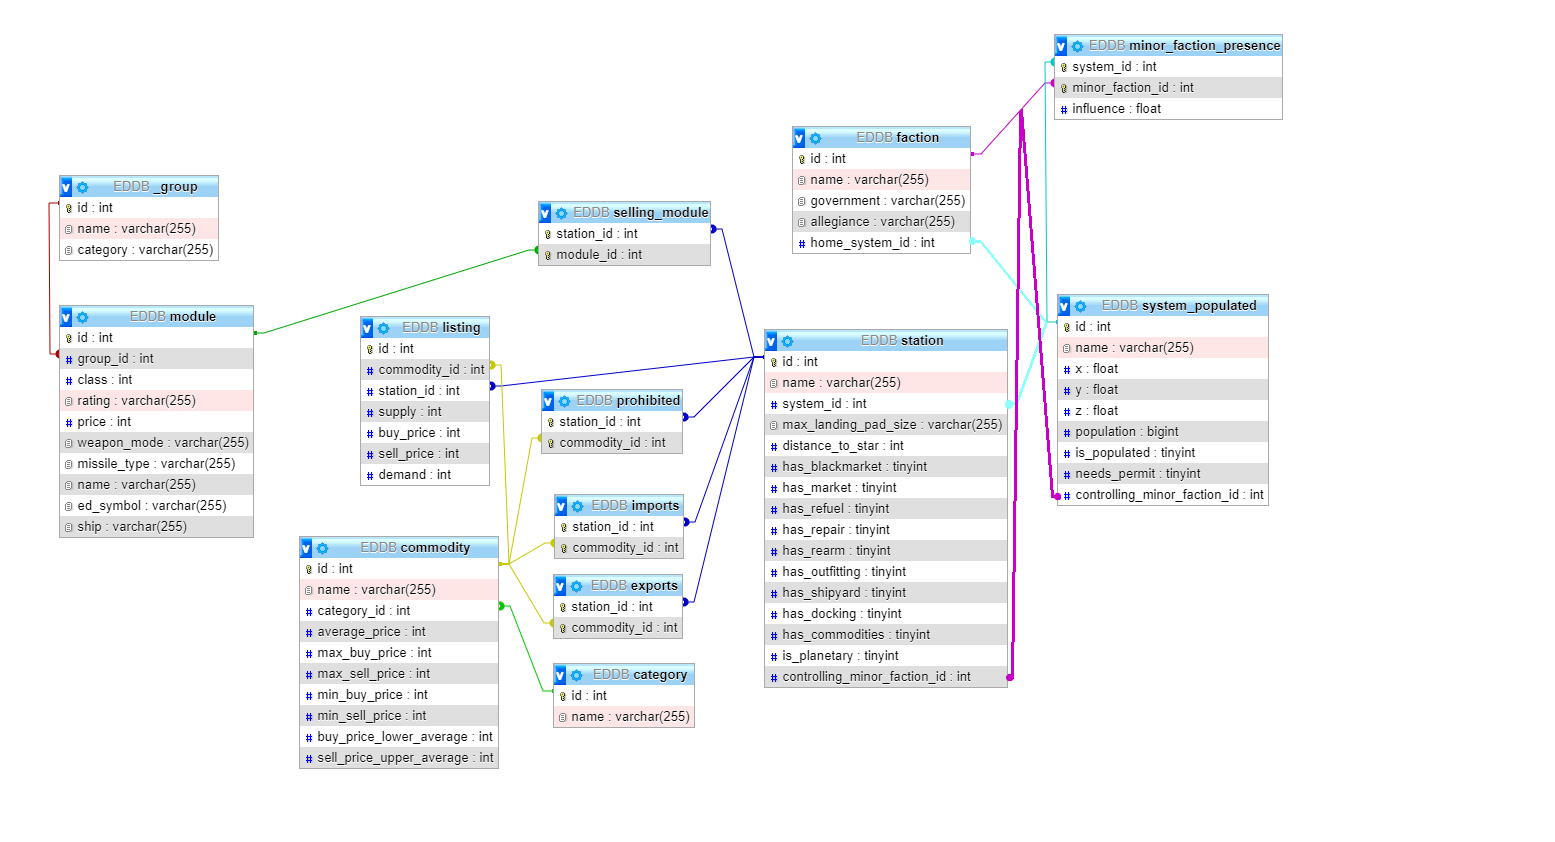 EDDB minor_faction_presence
system_id : int
minor_faction_id : int
influence : float
EDDB faction
id : int
name : varchar(255)
government : varchar(255)
allegiance : varchar(255)
home_system_id : int
EDDB _group
id : int
name : varchar(255)
category : varchar(255)
EDDB selling_module
station_id : int
module_id : int
EDDB system_populated
id : int
name : varchar(255)
x : float
y : float
z : float
population : bigint
is_populated : tinyint
needs_permit : tinyint
controlling_minor_faction_id : int
EDDB module
id : int
group_id : int
class : int
rating : varchar(255)
price : int
weapon_mode : varchar(255)
missile_type : varchar(255)
name : varchar(255)
ed_symbol : varchar(255)
ship : varchar(255)
EDDB listing
id : int
commodity_id : int
station_id : int
supply : int
buy_price : int
sell_price : int
demand : int
EDDB station
id : int
name : varchar(255)
system_id : int
max_landing_pad_size : varchar(255)
distance_to_star : int
has_blackmarket : tinyint
has_market : tinyint
has_refuel : tinyint
has_repair : tinyint
has_rearm : tinyint
has_outfitting : tinyint
has_shipyard : tinyint
has_docking : tinyint
has_commodities : tinyint
is_planetary : tinyint
controlling_minor_faction_id : int
EDDB prohibited
station_id : int
commodity_id : int
EDDB imports
station_id : int
commodity_id : int
EDDB commodity
id : int
name : varchar(255)
category_id : int
average_price : int
max_buy_price : int
max_sell_price : int
min_buy_price : int
min_sell_price : int
buy_price_lower_average : int
sell_price_upper_average : int
EDDB exports
station_id : int
commodity_id : int
EDDB category
id : int
name : varchar(255)